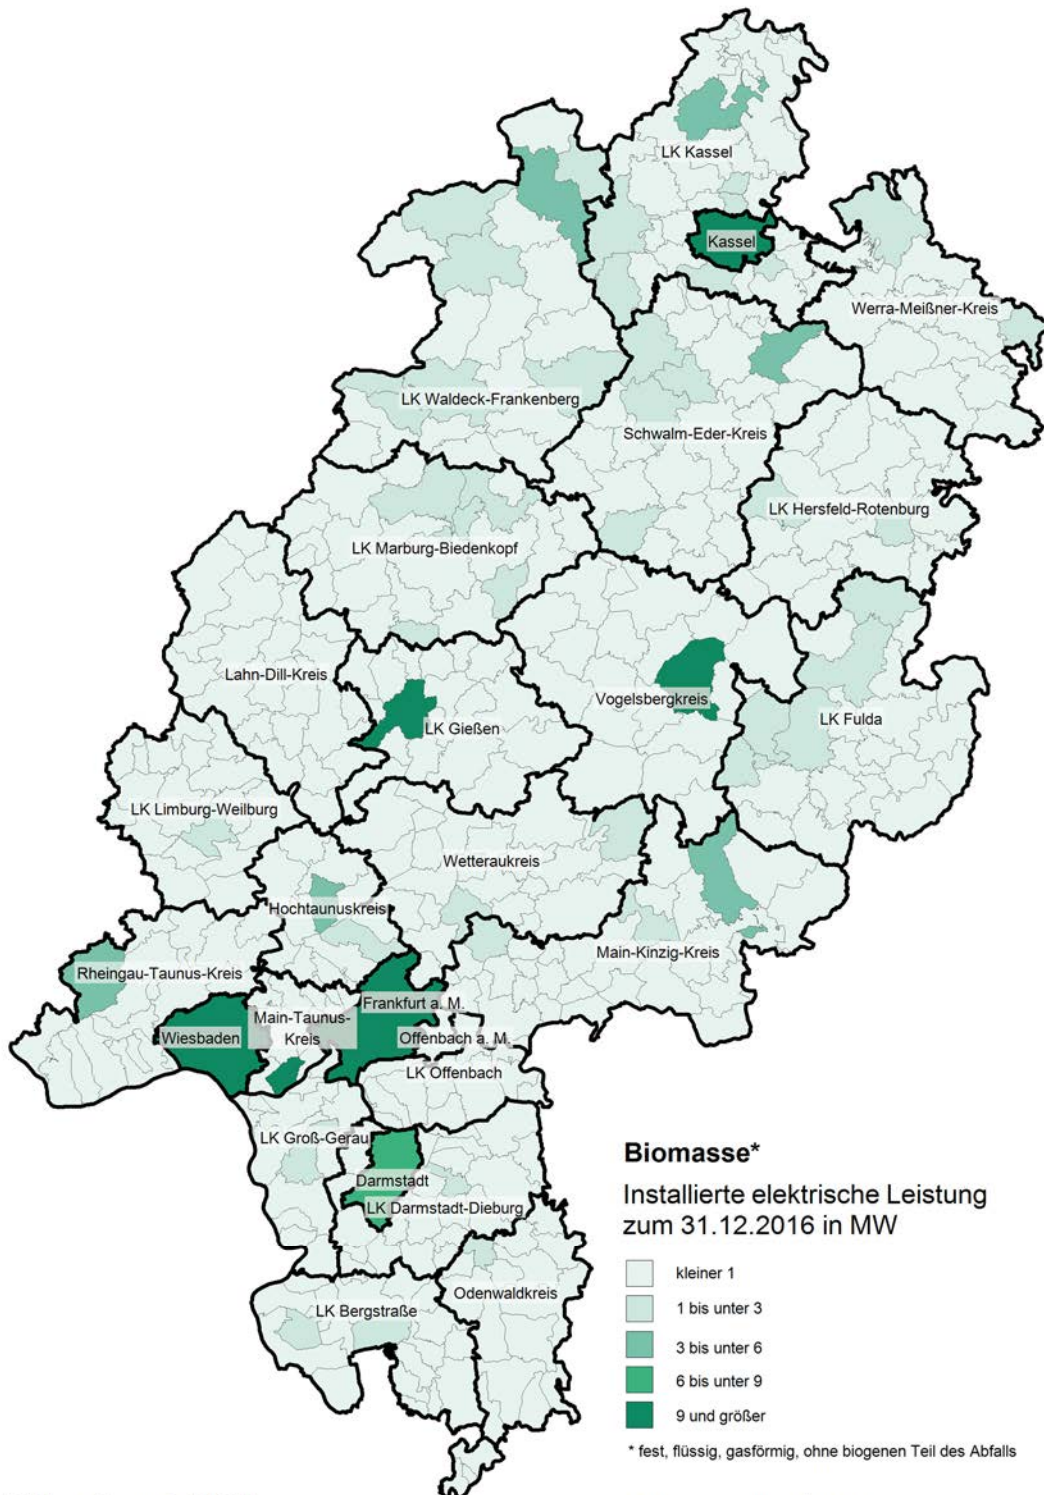 LK Kassel
Kassel
Werra-Meißner-Kreis
LK Waldeck-Frankenberg
Schwalm-Eder-Kreis
LK Hersfeld-Rotenburg
LK Marburg-Biedenkopf
Lahn-Dill-Kreis
Vogelsbergkreis
LK Gießen
LK Fulda
LK Limburg-Weilburg
Wetteraukreis
Hochtaunuskreis
Main-Kinzig-Kreis
Rheingau-Taunus-Kreis
Frankfurt a. M.
Main-Taunus-
Kreis
Wiesbaden
Offenbach a. M.
LK Offenbach
LK Groß-Gerau
Darmstadt
LK Darmstadt-Dieburg
Odenwaldkreis
LK Bergstraße
Biomasse*
Installierte elektrische Leistung
zum 31.12.2016 in MW
kleiner 1
1 bis unter 3
3 bis unter 6
6 bis unter 9
9 und größer
* fest, flüssig, gasförmig, ohne biogenen Teil des Abfalls